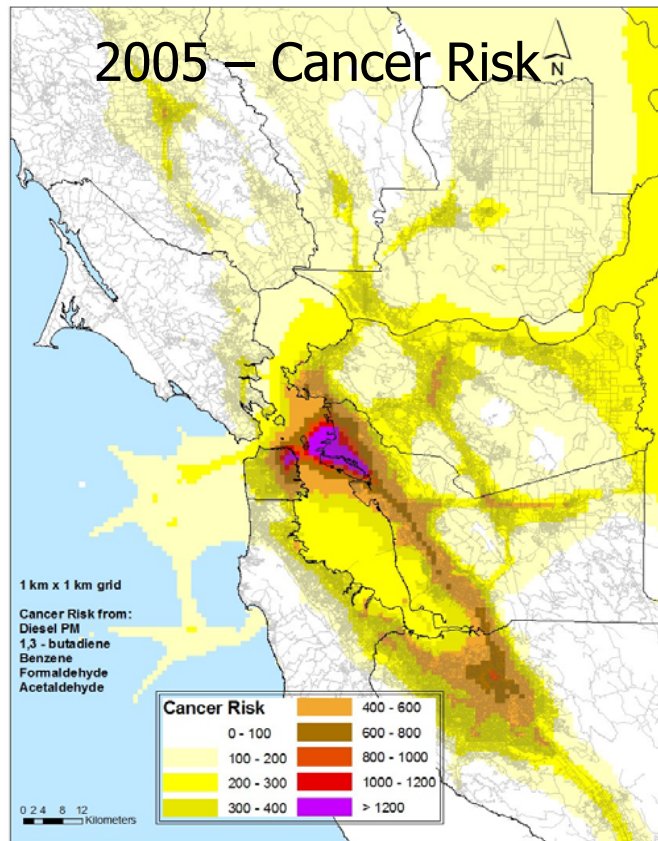 2005 – Cancer Risk
N
1 km x 1 km grid
Cancer Risk from:
Diesel PM
1,3 - butadiene
Benzene
Formaldehyde
Acetaldehyde
Cancer Risk
0 - 100
100 - 200
200 - 300
300 - 400
400 - 600
600 - 800
800 - 1000
1000 - 1200
> 1200
0 2 4 8 12
Kilometers